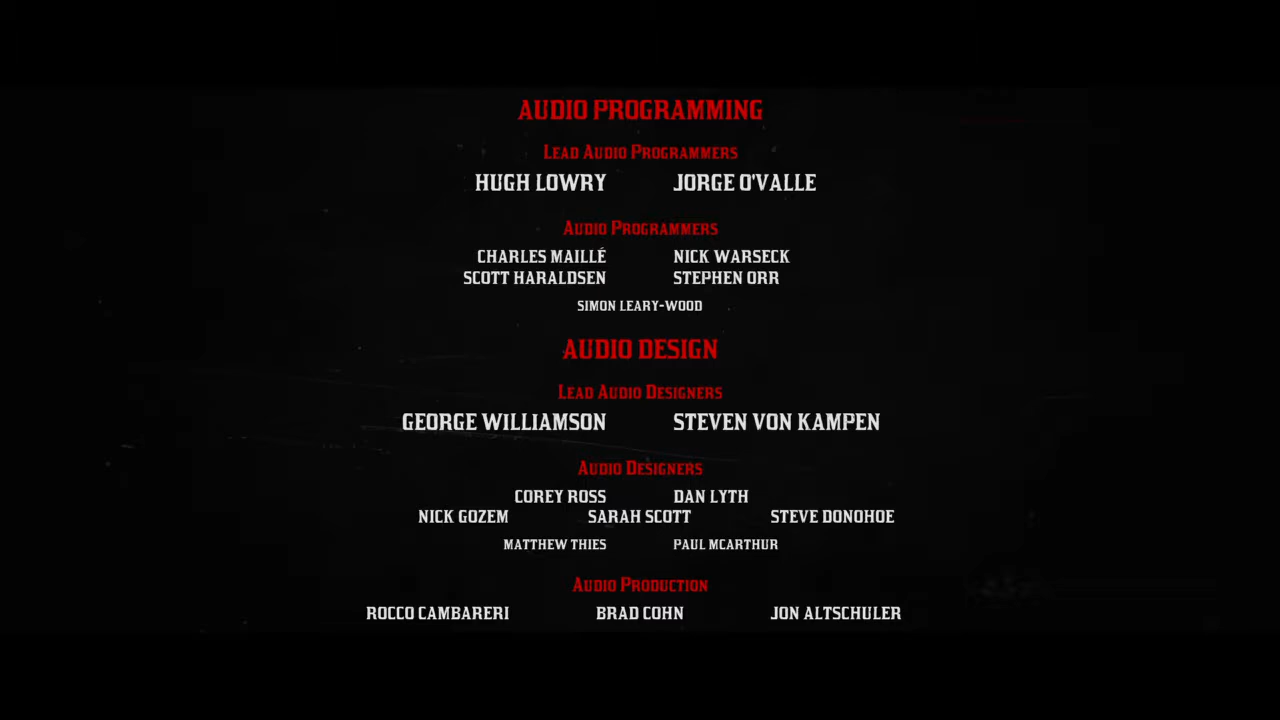 AUDIO PROGRAMMING
LEAD AUDIO PROGRAMMERS
HUGH LOWRY JORGE O'VALLE
AUDIO PROGRAMMERS
CHARLES MAILLÉ NICK WARSECK
SCOTT HARALDSEN STEPHEN ORR
SIMON LEARY-WOOD
AUDIO DESIGN
LEAD AUDIO DESIGNERS
GEORGE WILLIAMSON STEVEN VON KAMPEN
AUDIO DESIGNERS
COREY ROSS DAN LYTH
NICK GOZEM SARAH SCOTT STEVE DONOHOE
MATTHEW THIES PAUL MCARTHUR
AUDIO PRODUCTION
ROCCO CAMBARERI BRAD COHN JON ALTSCHULER